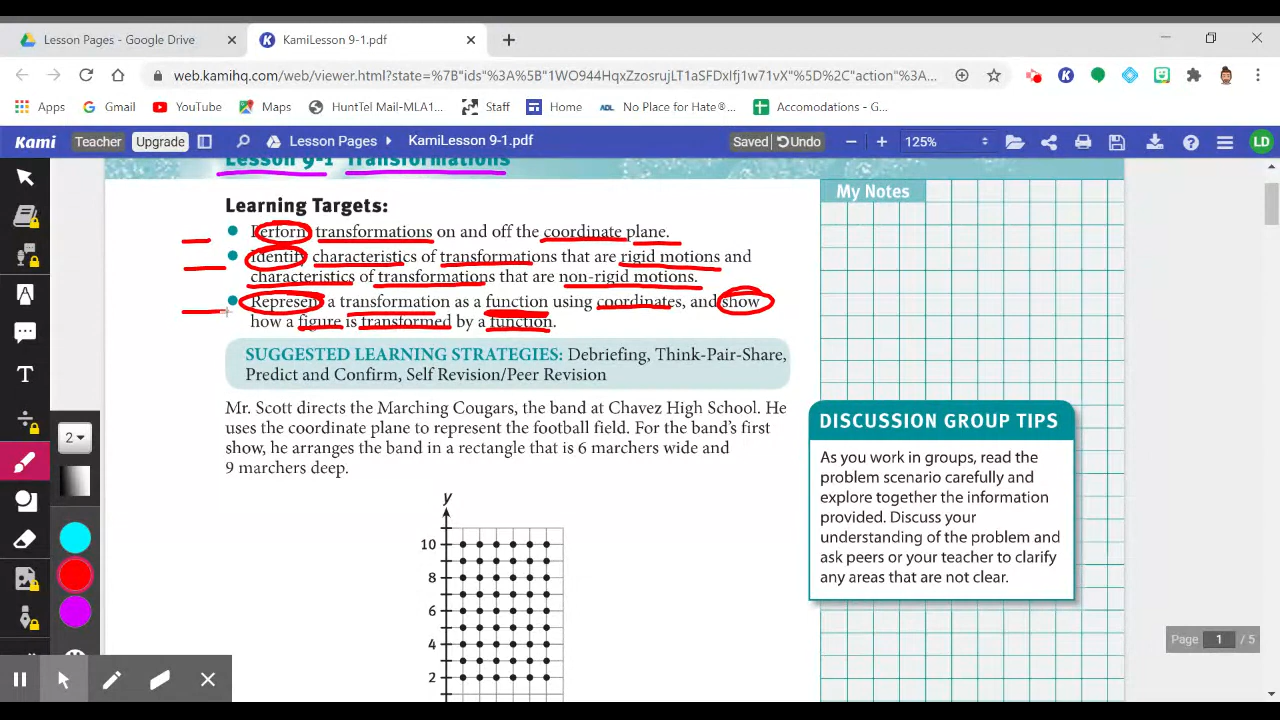 Lesson Pages - Google Drive
KamiLesson 9-1.pdf
web.kamihq.com/web/viewer.html?state=%7B"ids"%3A%5B"1WO944HqxZzosrujLT1aSFDxIfj1w71vX"%5D%2C"action"%3A...
Apps Gmail YouTube Maps HuntTel Mail-MLA1... Staff Home ADL No Place for Hate... Accomodations - G...
Kami Teacher Upgrade Lesson Pages KamiLesson 9-1.pdf Saved Undo 125% LD
Lesson 9-1 Transformations
My Notes
Learning Targets:
Perform transformations on and off the coordinate plane.
Identify characteristics of transformations that are rigid motions and
characteristics of transformations that are non-rigid motions.
Represent a transformation as a function using coordinates, and show
how a figure is transformed by a function.
SUGGESTED LEARNING STRATEGIES: Debriefing, Think-Pair-Share,
Predict and Confirm, Self Revision/Peer Revision
Mr. Scott directs the Marching Cougars, the band at Chavez High School. He
uses the coordinate plane to represent the football field. For the band's first
show, he arranges the band in a rectangle that is 6 marchers wide and
9 marchers deep.
y
10
8
6
4
2
DISCUSSION GROUP TIPS
As you work in groups, read the
problem scenario carefully and
explore together the information
provided. Discuss your
understanding of the problem and
ask peers or your teacher to clarify
any areas that are not clear.
Page 1 / 5
2